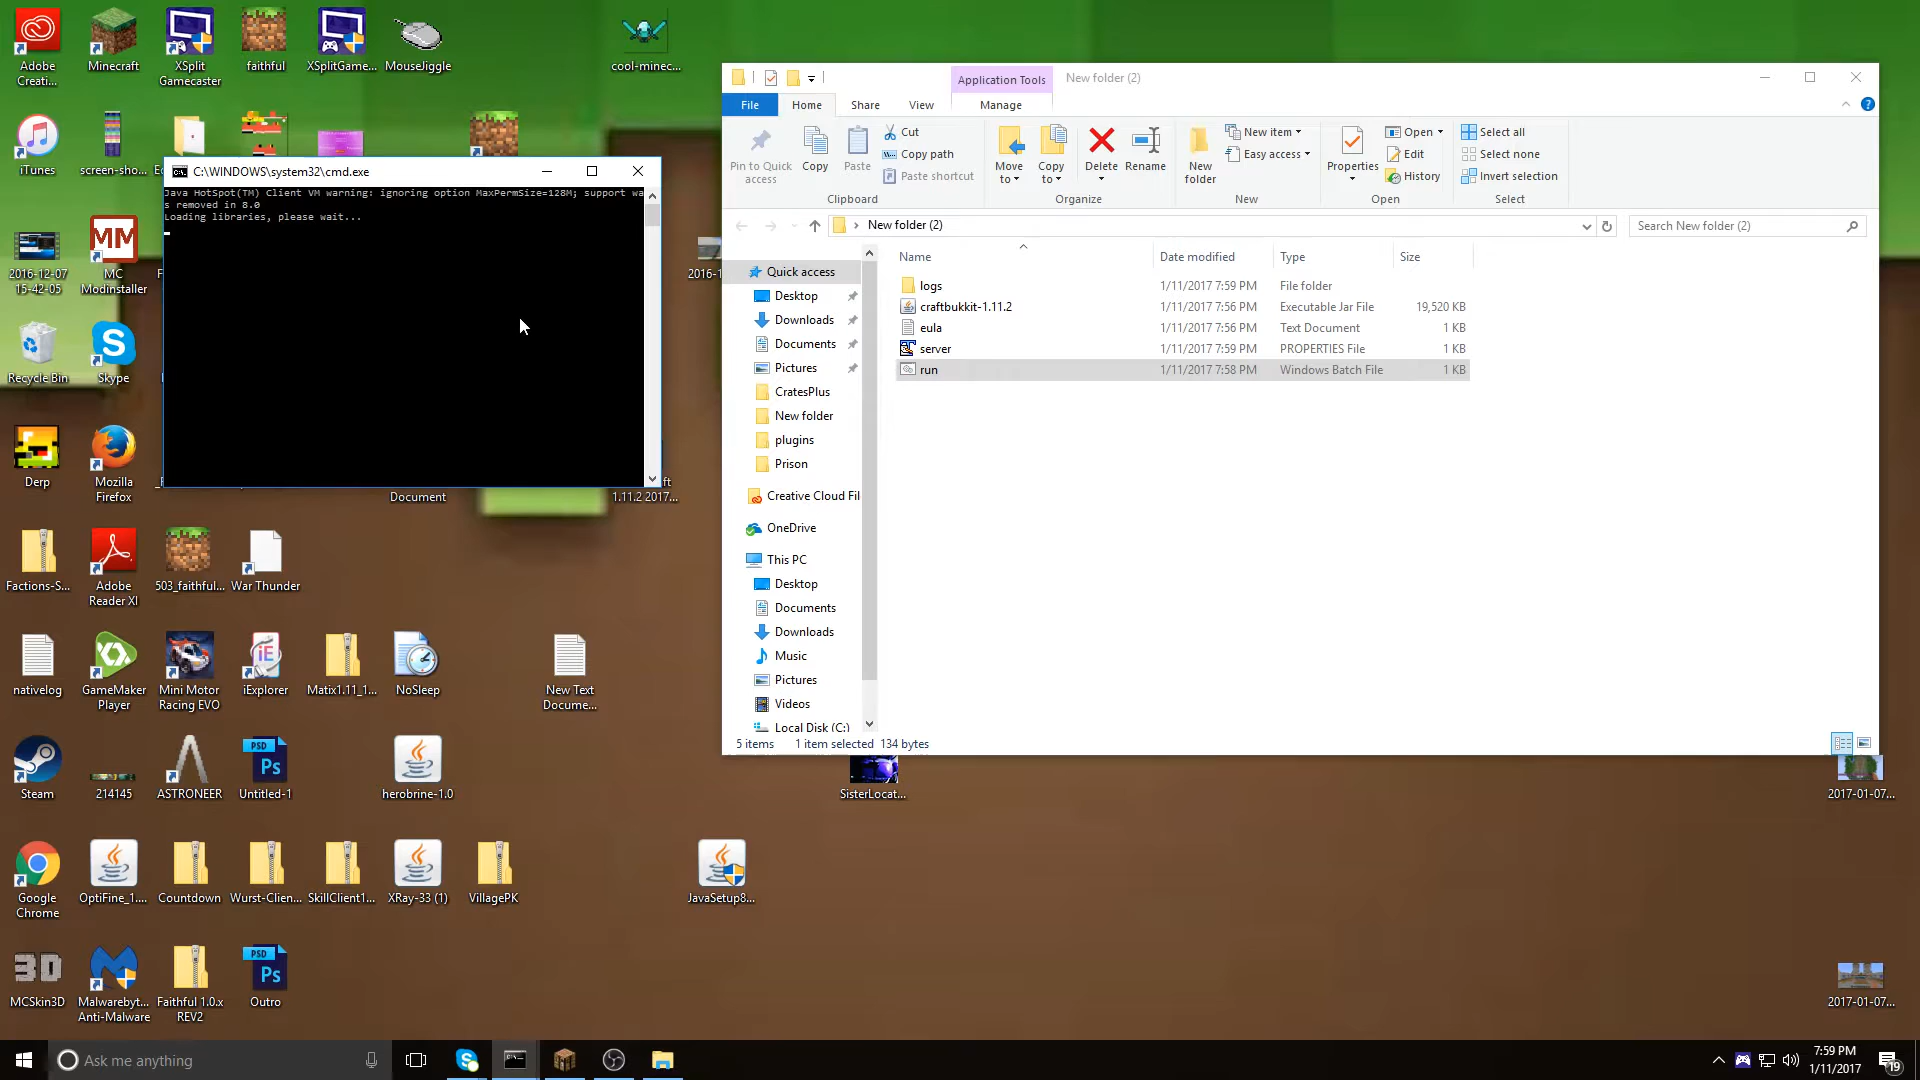 Adobe
Creati...
Minecraft
XSplit
Gamecaster
faithful
XSplitGame...
MouseJiggle
cool-minec...
iTunes
screen-sho...
2016-12-07
15-42-05
MM
MC
Modinstaller
2016-1
Recycle Bin
Skype
Derp
Mozilla
Firefox
Document
1.11.2 2017...
Factions-S...
Adobe
Reader XI
503_faithful...
War Thunder
nativelog
GameMaker
Player
Mini Motor
Racing EVO
iE
iExplorer
Matix1.11_1...
NoSleep
New Text
Docume...
Steam
214145
ASTRONEER
PSD
Ps
Untitled-1
herobrine-1.0
SisterLocat...
2017-01-07...
Google
Chrome
OptiFine_1....
Countdown
Wurst-Clien...
SkillClient1...
XRay-33 (1)
VillagePK
JavaSetup8...
3D
MCSkin3D
Malwarebyt...
Anti-Malware
Faithful 1.0.x
REV2
PSD
Ps
Outro
2017-01-07...
C:\WINDOWS\system32\cmd.exe
Java HotSpot(TM) Client VM warning: ignoring option MaxPermSize=128M; support wa
s removed in 8.0
Loading libraries, please wait...
Application Tools
New folder (2)
File
Home
Share
View
Manage
Pin to Quick
access
Copy
Paste
Cut
Copy path
Paste shortcut
Clipboard
Move
to
Copy
to
Delete
Rename
Organize
New
folder
New item
Easy access
New
Properties
Open
Edit
History
Open
Select all
Select none
Invert selection
Select
New folder (2)
Search New folder (2)
Quick access
Desktop
Downloads
Documents
Pictures
CratesPlus
New folder
plugins
Prison
Creative Cloud Fil
OneDrive
This PC
Desktop
Documents
Downloads
Music
Pictures
Videos
Local Disk (C:)
Name Date modified Type Size
logs 1/11/2017 7:59 PM File folder
craftbukkit-1.11.2 1/11/2017 7:56 PM Executable Jar File 19,520 KB
eula 1/11/2017 7:56 PM Text Document 1 KB
server 1/11/2017 7:59 PM PROPERTIES File 1 KB
run 1/11/2017 7:58 PM Windows Batch File 1 KB
5 items 1 item selected 134 bytes
Ask me anything
7:59 PM
1/11/2017
19